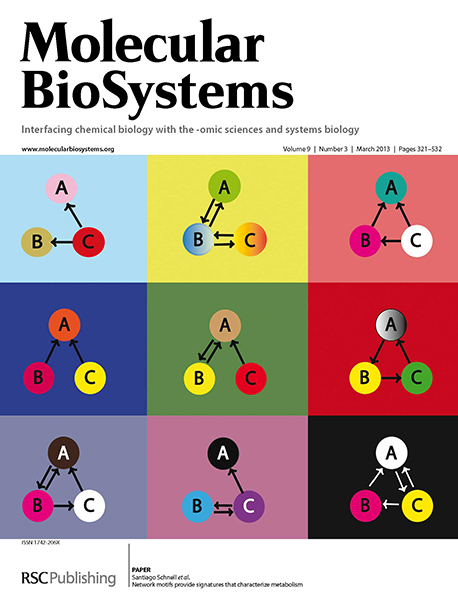 Molecular
BioSystems
Interfacing chemical biology with the -omic sciences and systems biology
www.molecularbiosystems.org
Volume 9 | Number 3 | March 2013 | Pages 321–532
A
B C
A
B C
A
B C
A
B C
A
B C
A
B C
A
B C
A
B C
A
B C
ISSN 1742-206X
RSCPublishing
PAPER
Santiago Schnell et al.
Network motifs provide signatures that characterize metabolism